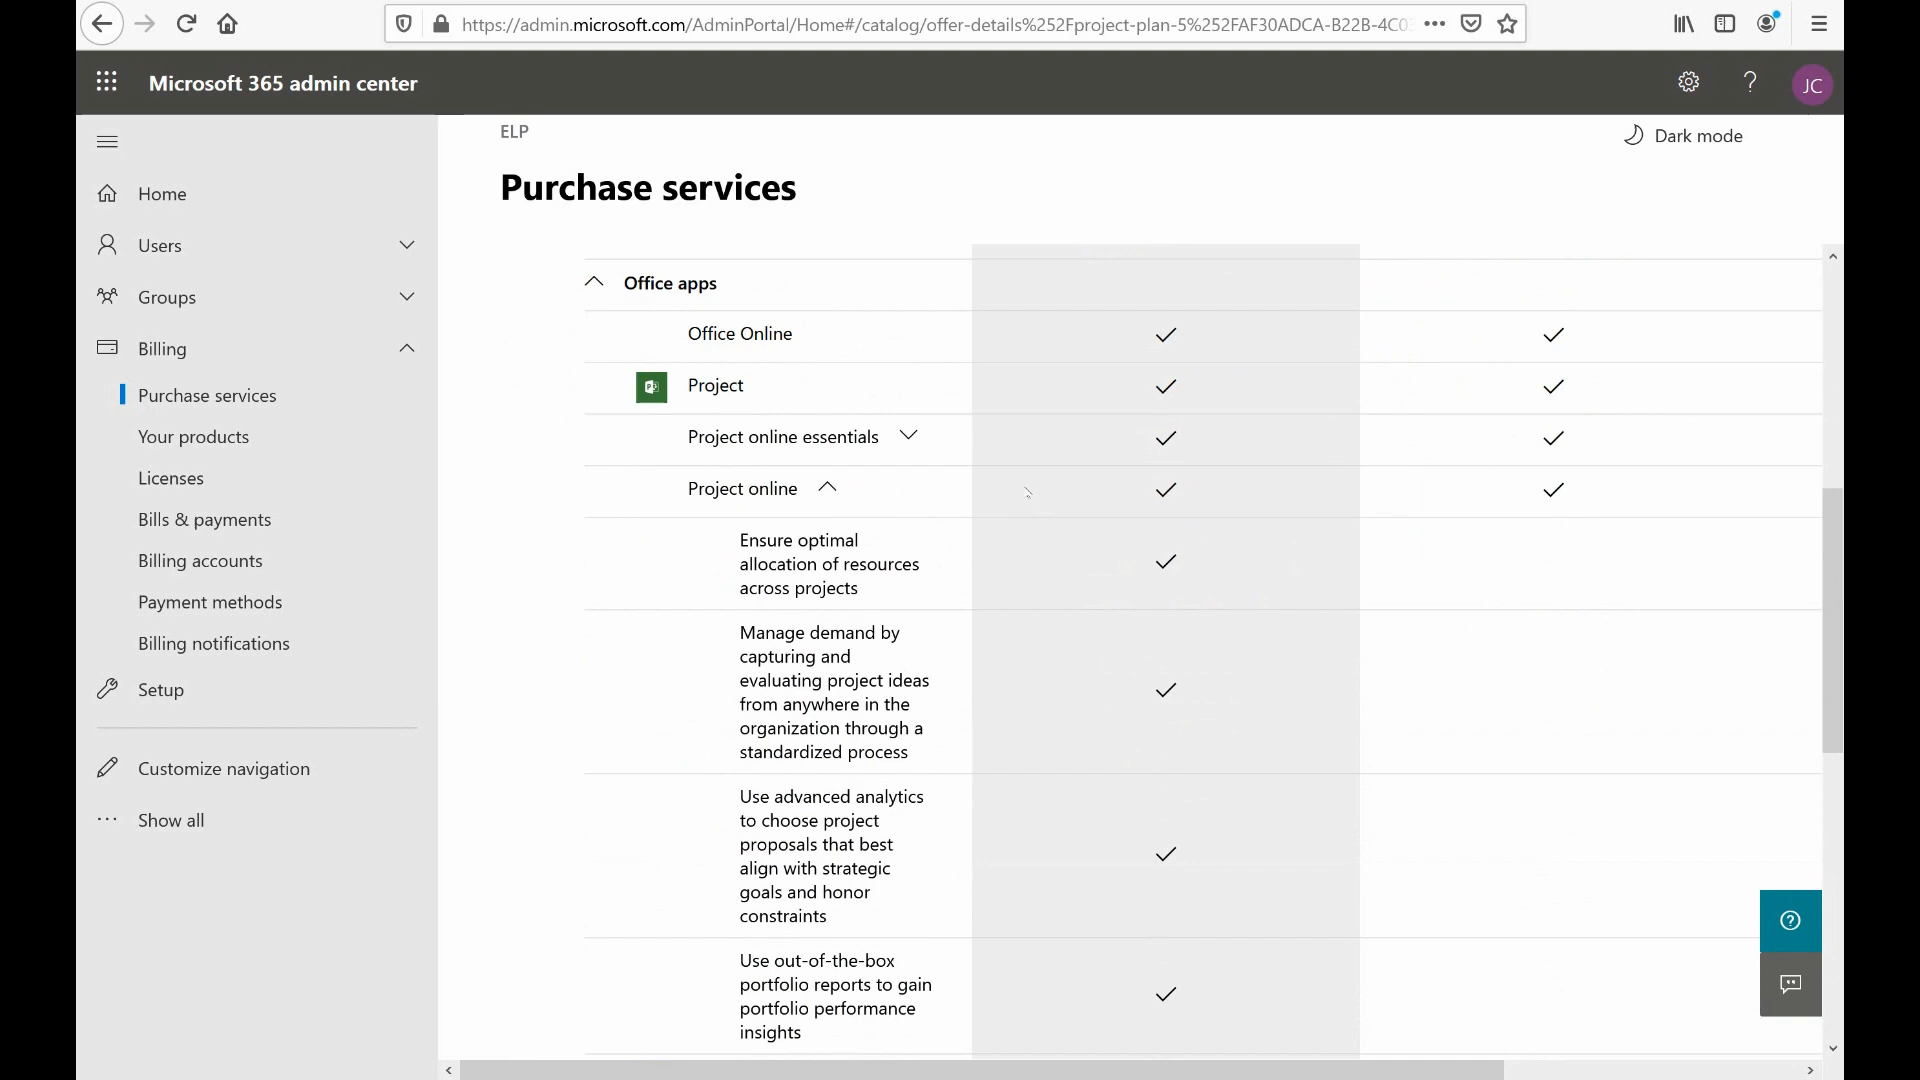 https://admin.microsoft.com/AdminPortal/Home#/catalog/offer-details%252Fproject-plan-5%252FAF30ADCA-B22B-4C0
Microsoft 365 admin center
?
JC
ELP
Dark mode
Purchase services
Home
Users
Groups
Billing
Purchase services
Your products
Licenses
Bills & payments
Billing accounts
Payment methods
Billing notifications
Setup
Customize navigation
Show all
Office apps
Office Online
Project
Project online essentials
Project online
Ensure optimal
allocation of resources
across projects
Manage demand by
capturing and
evaluating project ideas
from anywhere in the
organization through a
standardized process
Use advanced analytics
to choose project
proposals that best
align with strategic
goals and honor
constraints
Use out-of-the-box
portfolio reports to gain
portfolio performance
insights